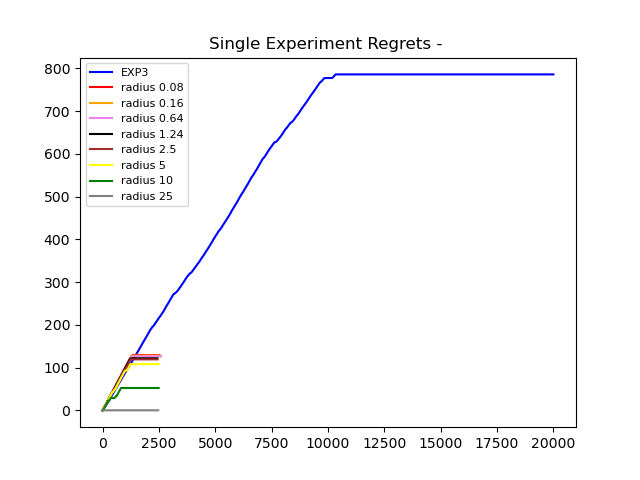 Single Experiment Regrets -
800
700
600
500
400
300
200
100
0
EXP3
radius 0.08
radius 0.16
radius 0.64
radius 1.24
radius 2.5
radius 5
radius 10
radius 25
0 2500 5000 7500 10000 12500 15000 17500 20000